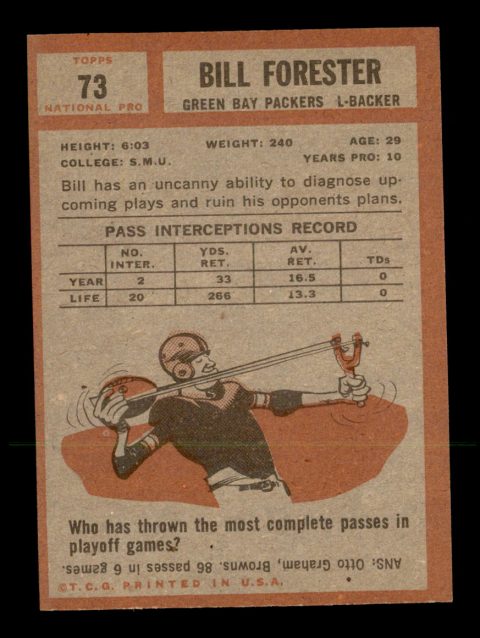 TOPPS
73
NATIONAL PRO
BILL FORESTER
GREEN BAY PACKERS L-BACKER
HEIGHT: 6:03 WEIGHT: 240 AGE: 29
COLLEGE: S.M.U. YEARS PRO: 10
Bill has an uncanny ability to diagnose up-
coming plays and ruin his opponents plans.
PASS INTERCEPTIONS RECORD
NO. INTER. YDS. RET. AV. RET. TDs
YEAR 2 33 16.5 0
LIFE 20 266 13.3 0
Who has thrown the most complete passes in
playoff games?
ANS: Otto Graham, Browns. 86 passes in 6 games.
©T.C.G. PRINTED IN U.S.A.